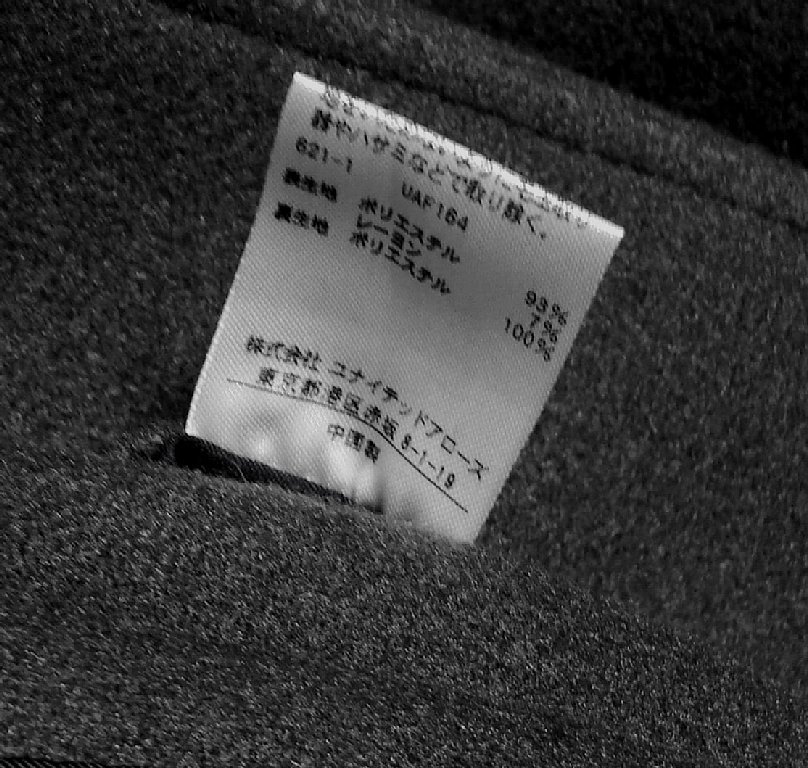 静やハサミなどで取り除く。
621-1 UAF164
表生地 ポリエステル 93%
レーヨン 7%
裏生地 ポリエステル 100%
株式会社 ユナイテッドアローズ
東京都港区赤坂 8-1-19
中国製